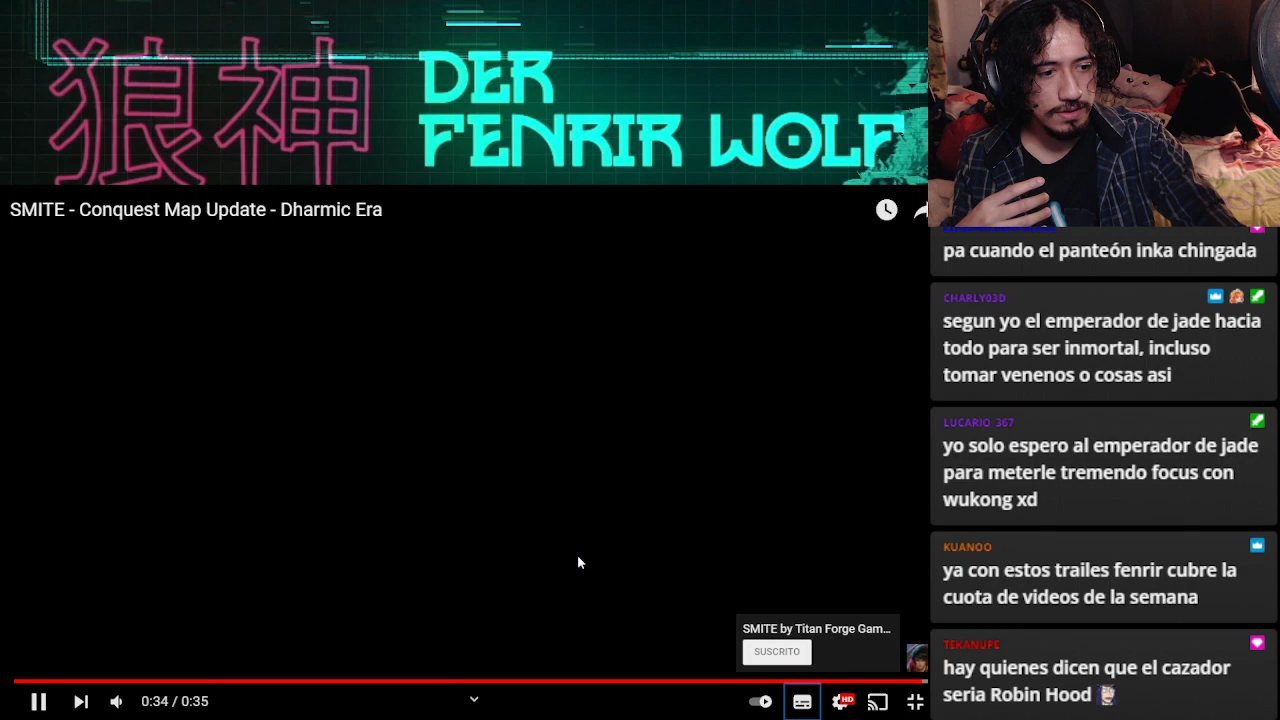 狼神
DER
FENRIR WOLF
SMITE - Conquest Map Update - Dharmic Era
pa cuando el panteón inka chingada
CHARLY03D
segun yo el emperador de jade hacia
todo para ser inmortal, incluso
tomar venenos o cosas asi
LUCARIO_367
yo solo espero al emperador de jade
para meterle tremendo focus con
wukong xd
KUANOO
ya con estos trailes fenrir cubre la
cuota de videos de la semana
TEKANUPE
hay quienes dicen que el cazador
seria Robin Hood
SMITE by Titan Forge Gam...
SUSCRITO
0:34 / 0:35
HD